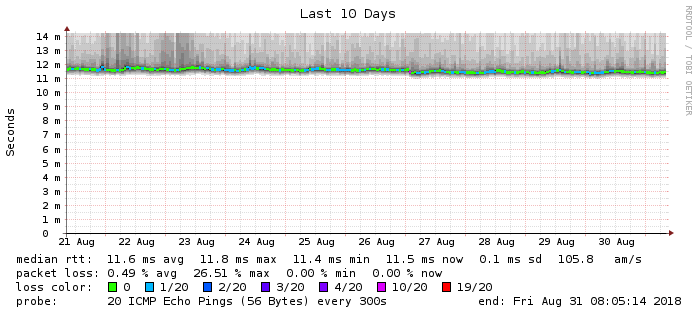 Last 10 Days
RRDTOOL / TOBI OETIKER
Seconds
14 m
13 m
12 m
11 m
10 m
9 m
8 m
7 m
6 m
5 m
4 m
3 m
2 m
1 m
0
21 Aug 22 Aug 23 Aug 24 Aug 25 Aug 26 Aug 27 Aug 28 Aug 29 Aug 30 Aug
median rtt: 11.6 ms avg 11.8 ms max 11.4 ms min 11.5 ms now 0.1 ms sd 105.8 am/s
packet loss: 0.49 % avg 26.51 % max 0.00 % min 0.00 % now
loss color: 0 1/20 2/20 3/20 4/20 10/20 19/20
probe: 20 ICMP Echo Pings (56 Bytes) every 300s end: Fri Aug 31 08:05:14 2018